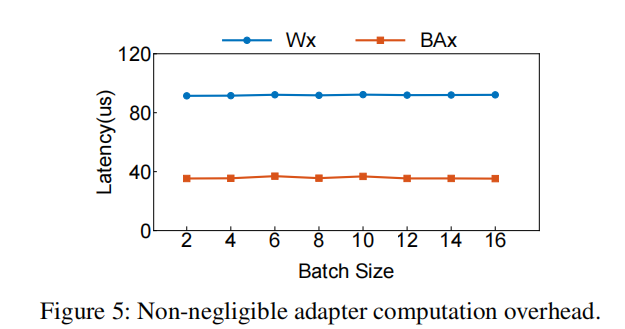 Wx BAx
120
80
40
0
Latency(us)
2 4 6 8 10 12 14 16
Batch Size
Figure 5: Non-negligible adapter computation overhead.